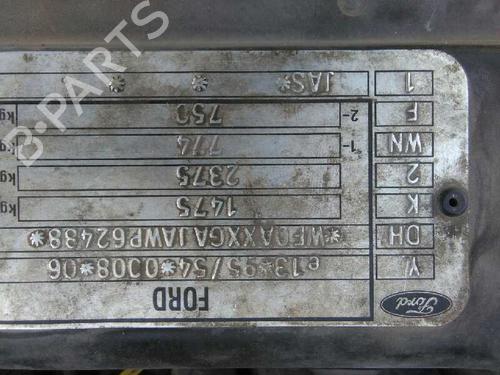 Ford
FORD
Y e13*95/54*0008*06
DH *WF0AXXGAJAWP62438*
K 1475 kg
2 2375 kg
WN 1- 774 kg
F 2- 750 kg
1 JAS* * * *
B-PARTS